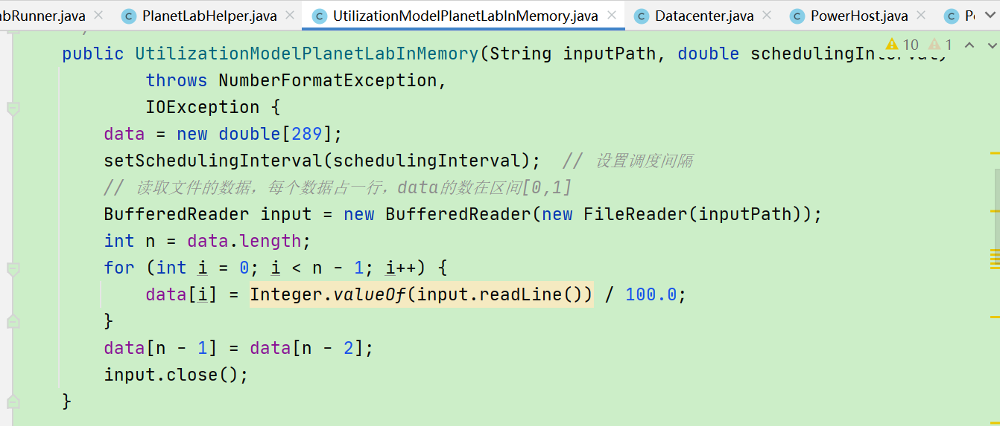 abRunner.java
PlanetLabHelper.java
UtilizationModelPlanetLabInMemory.java
Datacenter.java
PowerHost.java
10
1
public UtilizationModelPlanetLabInMemory(String inputPath, double schedulingInterval)
throws NumberFormatException,
IOException {
data = new double[289];
setSchedulingInterval(schedulingInterval);  // 设置调度间隔
// 读取文件的数据，每个数据占一行，data的数在区间[0,1]
BufferedReader input = new BufferedReader(new FileReader(inputPath));
int n = data.length;
for (int i = 0; i < n - 1; i++) {
data[i] = Integer.valueOf(input.readLine()) / 100.0;
}
data[n - 1] = data[n - 2];
input.close();
}